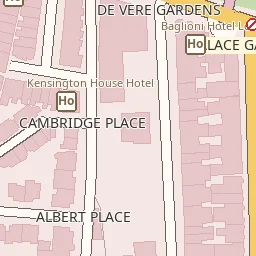 DE VERE GARDENS
Baglioni Hotel L
Ho
LACE GA
Kensington House Hotel
Ho
CAMBRIDGE PLACE
ALBERT PLACE